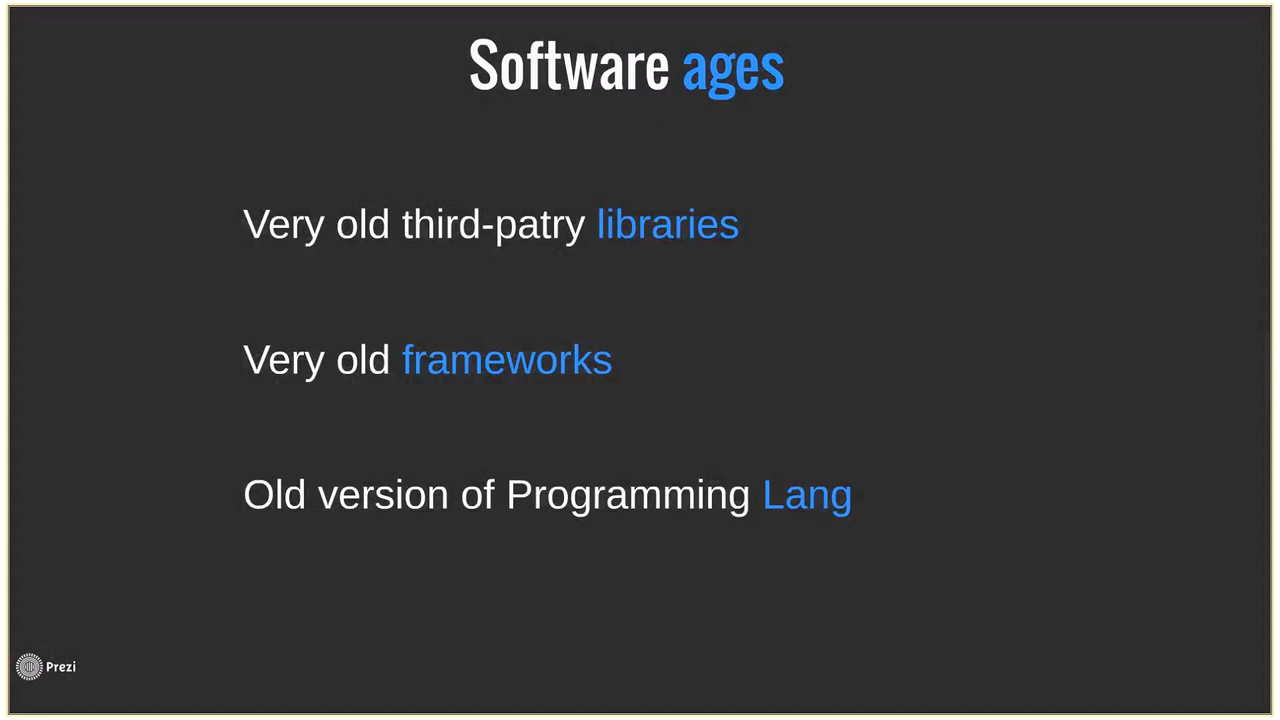 Software ages
Very old third-patry libraries
Very old frameworks
Old version of Programming Lang
Prezi